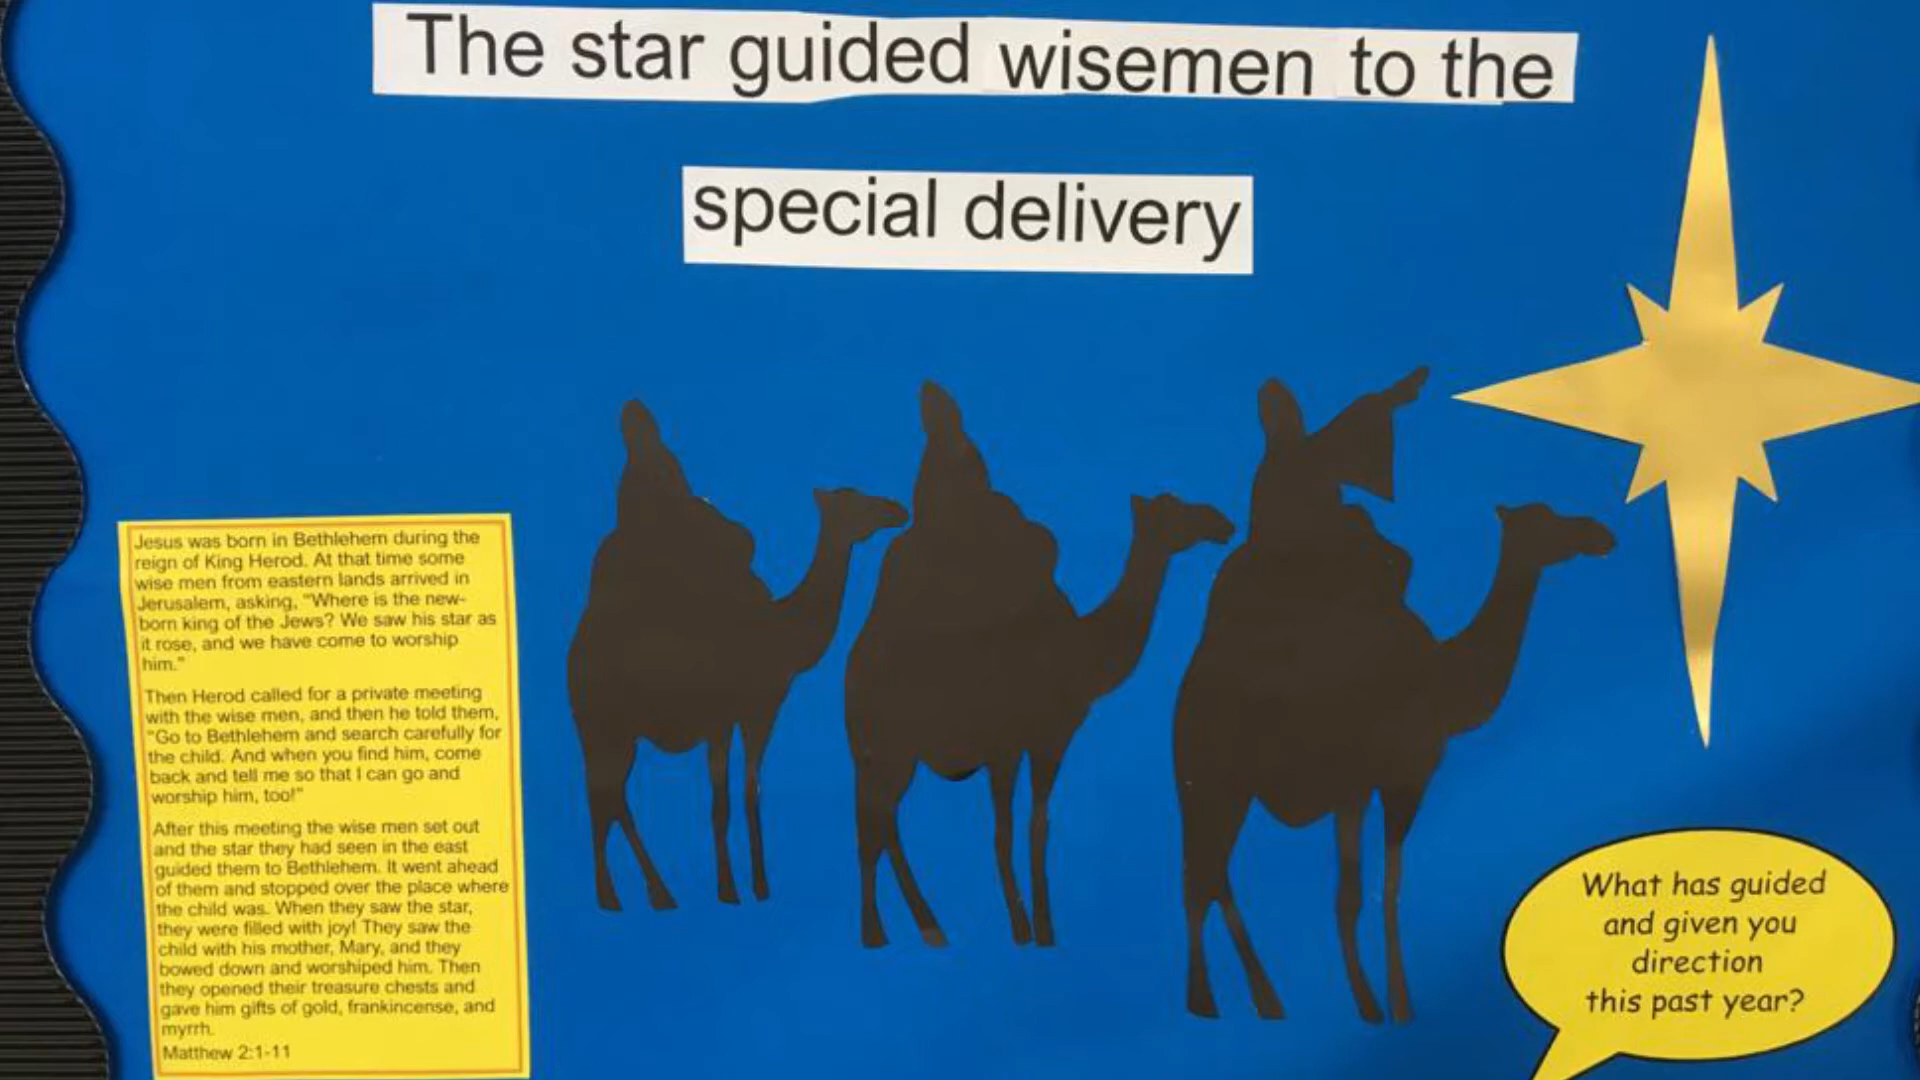 The star guided wisemen to the
special delivery
Jesus was born in Bethlehem during the
reign of King Herod. At that time some
wise men from eastern lands arrived in
Jerusalem, asking, "Where is the new-
born king of the Jews? We saw his star as
it rose, and we have come to worship
him."
Then Herod called for a private meeting
with the wise men, and then he told them,
"Go to Bethlehem and search carefully for
the child. And when you find him, come
back and tell me so that I can go and
worship him, too!"
After this meeting the wise men set out
and the star they had seen in the east
guided them to Bethlehem. It went ahead
of them and stopped over the place where
the child was. When they saw the star,
they were filled with joy! They saw the
child with his mother, Mary, and they
bowed down and worshiped him. Then
they opened their treasure chests and
gave him gifts of gold, frankincense, and
myrrh.
Matthew 2:1-11
What has guided
and given you
direction
this past year?